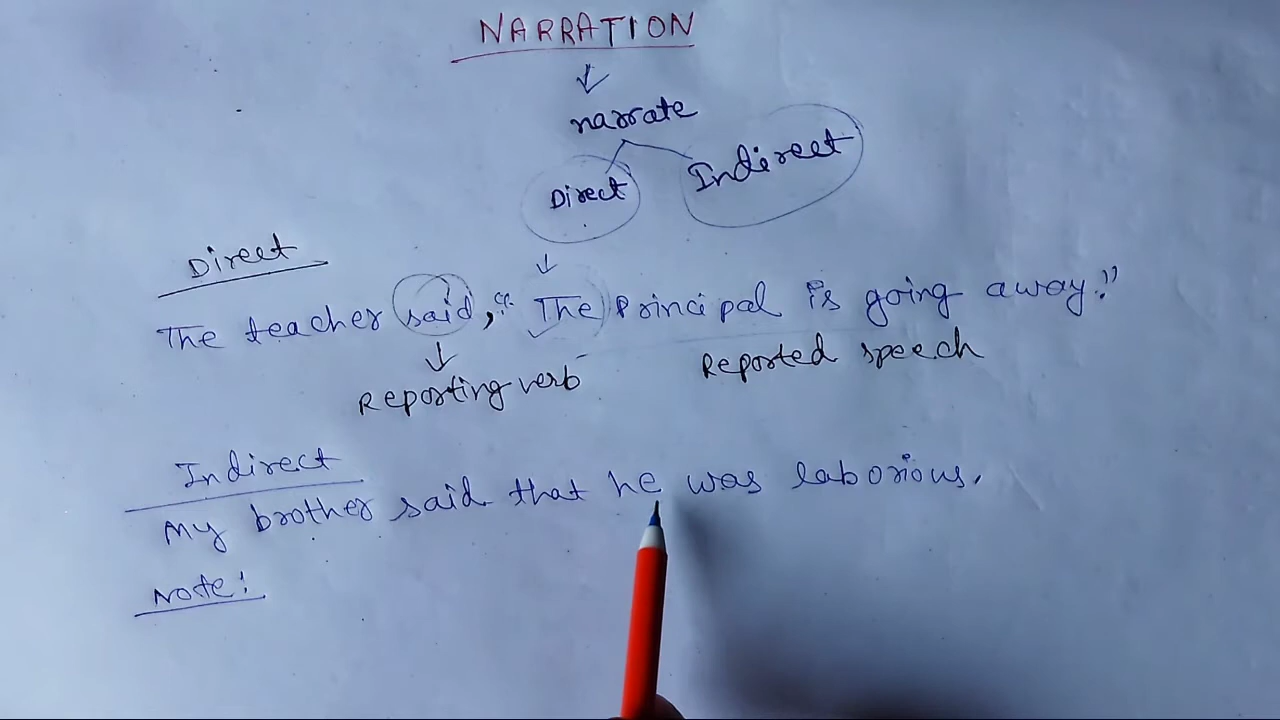 NARRATION
narrate
Direct Indirect
Direct
The teacher said, “The Principal is going away.”
Reporting verb Reported speech
Indirect
My brother said that he was laborious.
Note: